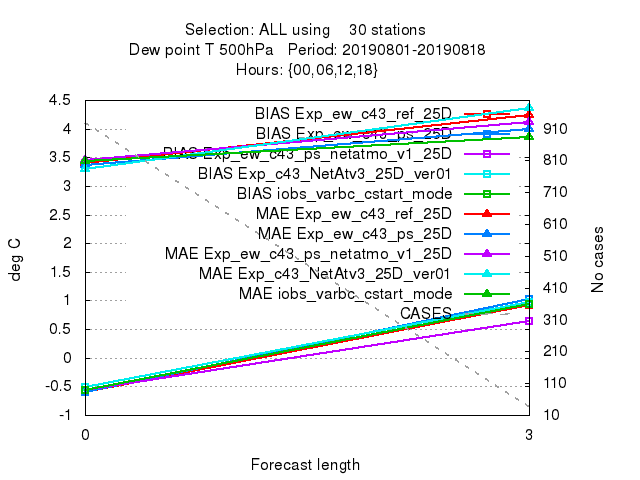 Selection: ALL using 30 stations
Dew point T 500hPa Period: 20190801-20190818
Hours: {00,06,12,18}
4.5
4
3.5
3
2.5
2
1.5
1
0.5
0
-0.5
-1
deg C
BIAS Exp_ew_c43_ref_25D
BIAS Exp_ew_c43_ps_25D
BIAS Exp_ew_c43_ps_netatmo_v1_25D
BIAS Exp_c43_NetAtv3_25D_ver01
BIAS iobs_varbc_cstart_mode
MAE Exp_ew_c43_ref_25D
MAE Exp_ew_c43_ps_25D
MAE Exp_ew_c43_ps_netatmo_v1_25D
MAE Exp_c43_NetAtv3_25D_ver01
MAE iobs_varbc_cstart_mode
CASES
910
810
710
610
510
410
310
210
110
10
No cases
0
3
Forecast length